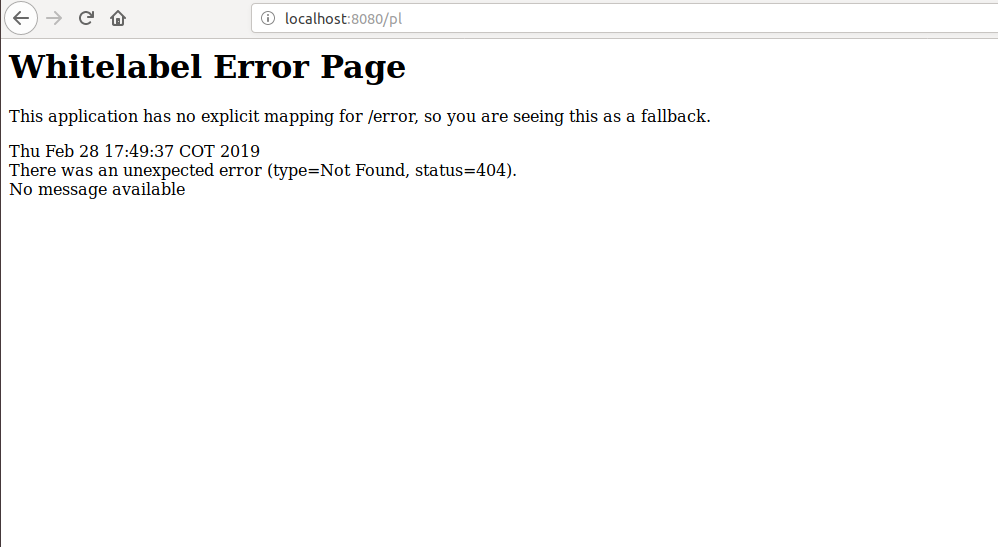 localhost:8080/pl
Whitelabel Error Page
This application has no explicit mapping for /error, so you are seeing this as a fallback.
Thu Feb 28 17:49:37 COT 2019
There was an unexpected error (type=Not Found, status=404).
No message available